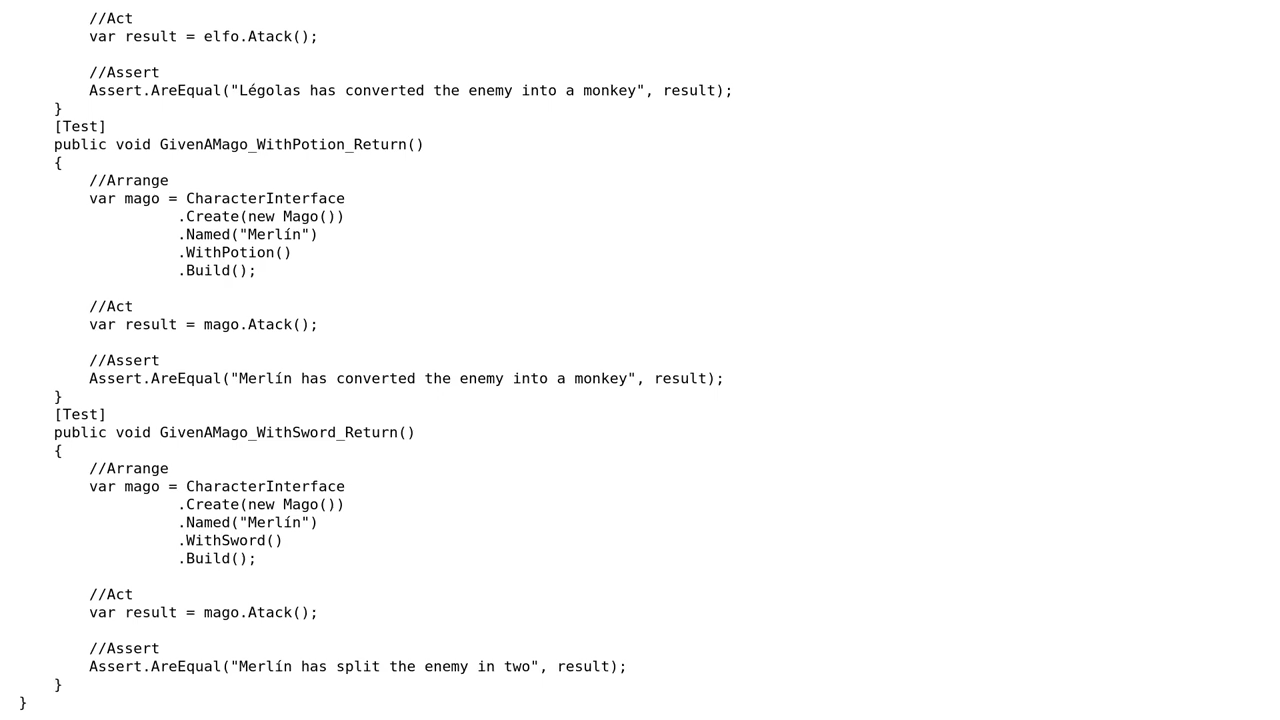 //Act
        var result = elfo.Atack();

        //Assert
        Assert.AreEqual("Légolas has converted the enemy into a monkey", result);
    }
    [Test]
    public void GivenAMago_WithPotion_Return()
    {
        //Arrange
        var mago = CharacterInterface
                  .Create(new Mago())
                  .Named("Merlín")
                  .WithPotion()
                  .Build();

        //Act
        var result = mago.Atack();

        //Assert
        Assert.AreEqual("Merlín has converted the enemy into a monkey", result);
    }
    [Test]
    public void GivenAMago_WithSword_Return()
    {
        //Arrange
        var mago = CharacterInterface
                  .Create(new Mago())
                  .Named("Merlín")
                  .WithSword()
                  .Build();

        //Act
        var result = mago.Atack();

        //Assert
        Assert.AreEqual("Merlín has split the enemy in two", result);
    }
}